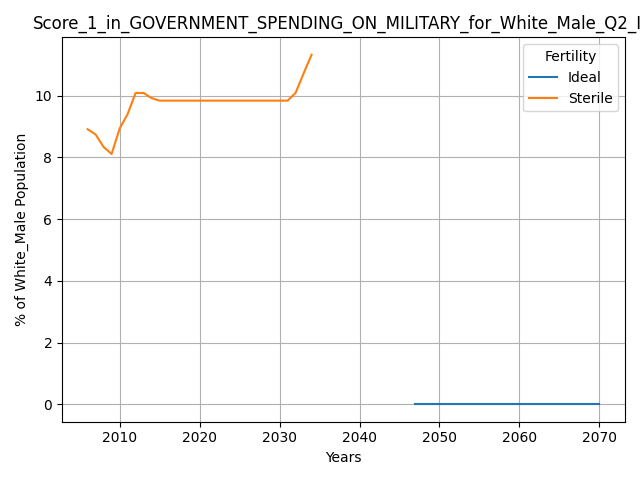 Score_1_in_GOVERNMENT_SPENDING_ON_MILITARY_for_White_Male_Q2_I
Fertility
Ideal
Sterile
% of White_Male Population
10
8
6
4
2
0
2010 2020 2030 2040 2050 2060 2070
Years